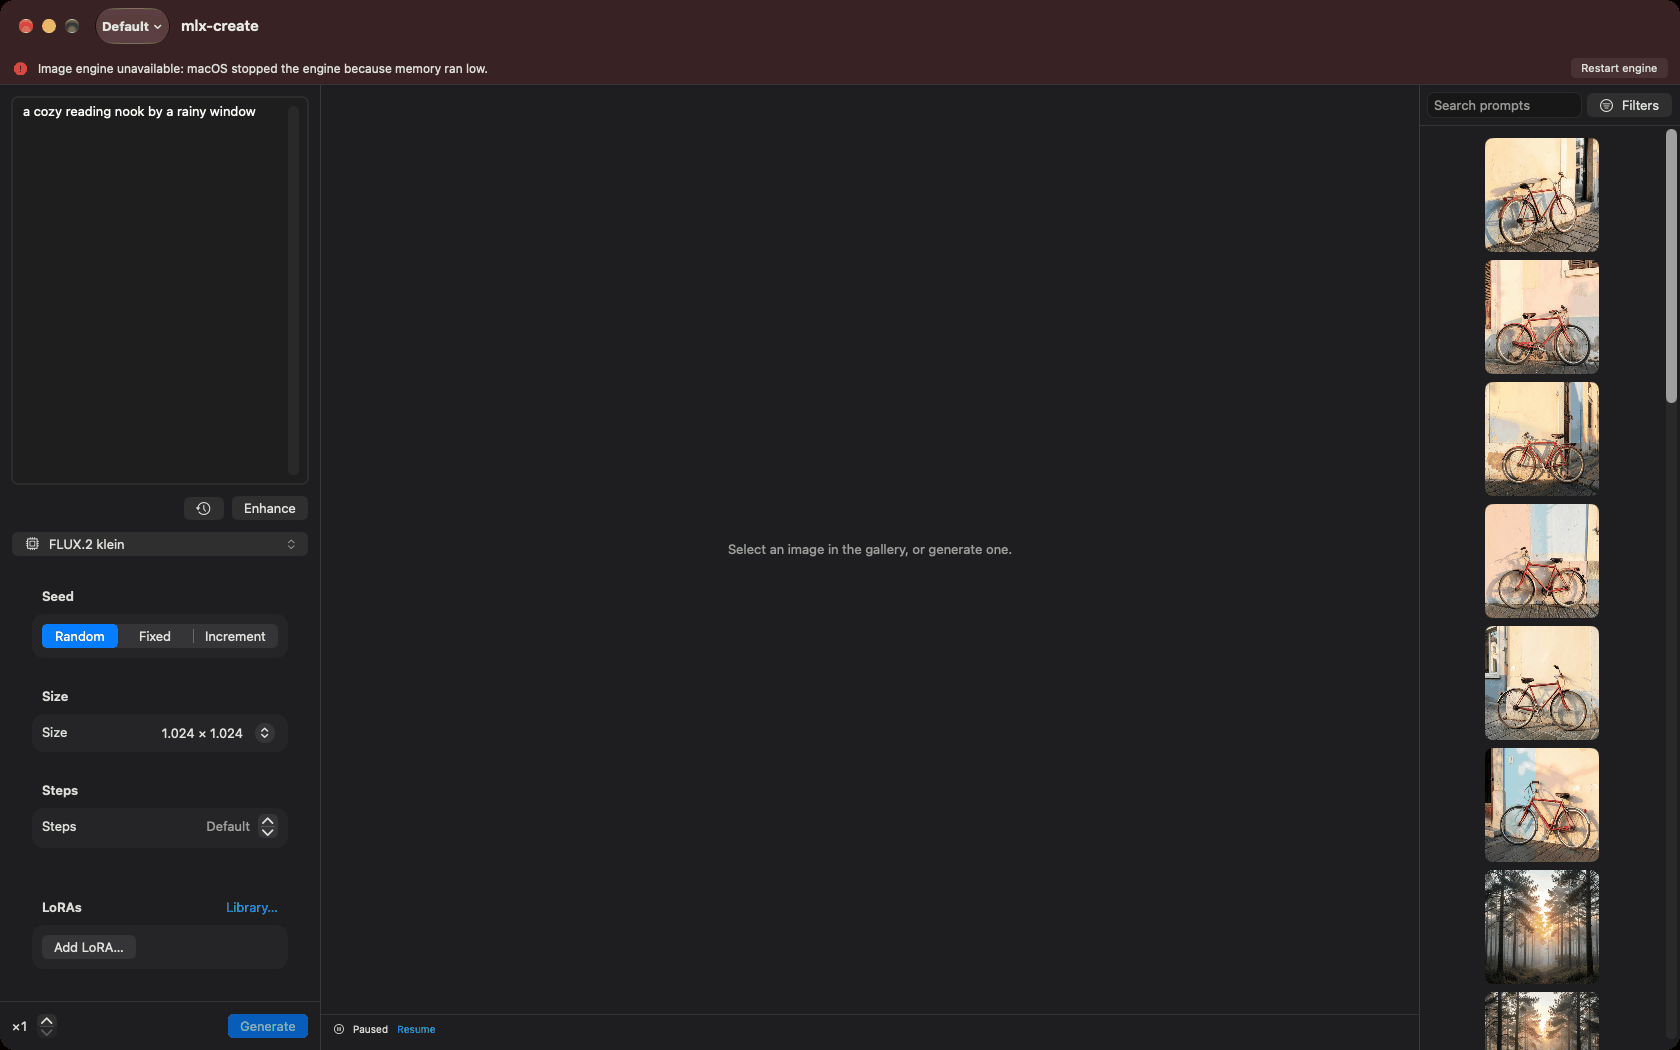 Default mlx-create
Image engine unavailable: macOS stopped the engine because memory ran low.
Restart engine
a cozy reading nook by a rainy window
Enhance
FLUX.2 klein
Seed
Random Fixed Increment
Size
Size 1.024 × 1.024
Steps
Steps Default
LoRAs Library...
Add LoRA...
×1 Generate
Select an image in the gallery, or generate one.
Paused Resume
Search prompts Filters